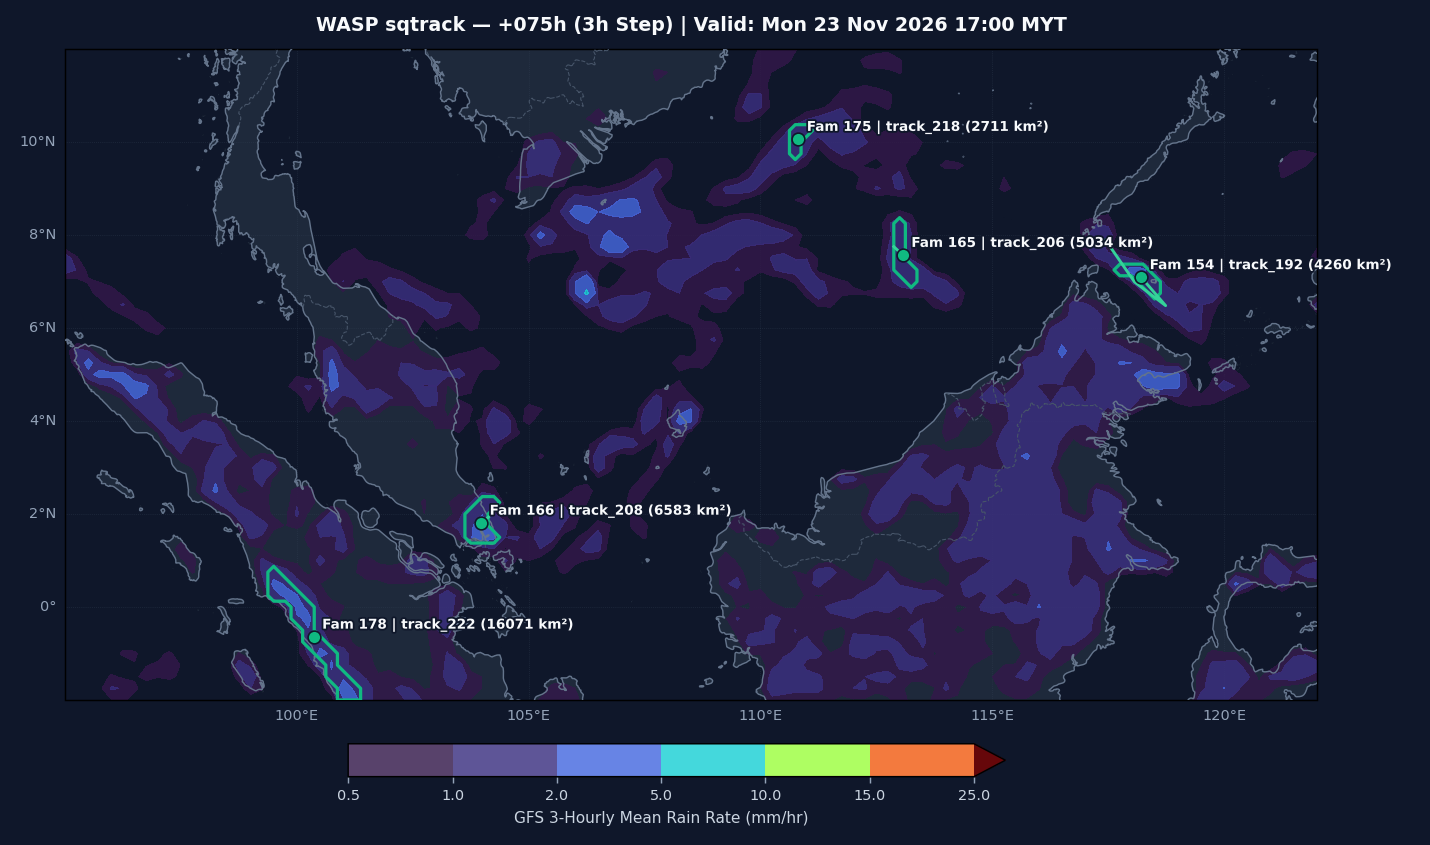 WASP sqtrack — +075h (3h Step) | Valid: Mon 23 Nov 2026 17:00 MYT
Fam 175 | track_218 (2711 km²)
10°N
8°N
Fam 165 | track_206 (5034 km²)
Fam 154 | track_192 (4260 km²)
6°N
4°N
2°N
Fam 166 | track_208 (6583 km²)
0°
Fam 178 | track_222 (16071 km²)
100°E 105°E 110°E 115°E 120°E
0.5 1.0 2.0 5.0 10.0 15.0 25.0
GFS 3-Hourly Mean Rain Rate (mm/hr)